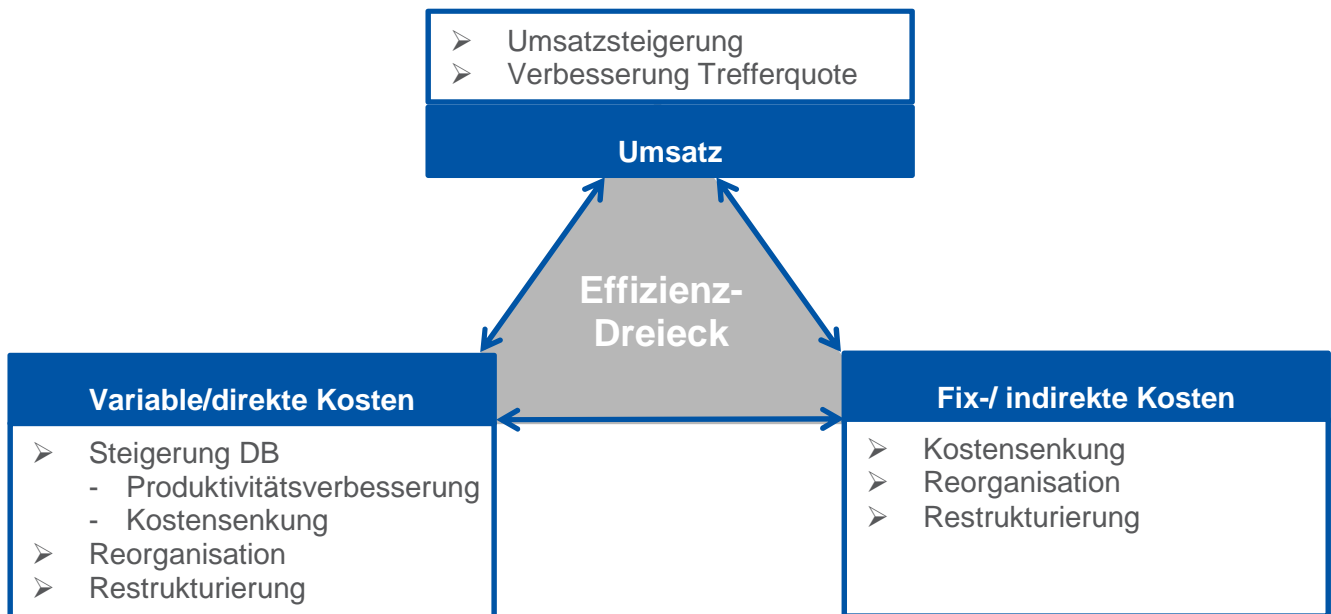 ➢ Umsatzsteigerung
➢ Verbesserung Trefferquote
Umsatz
Effizienz-
Dreieck
Variable/direkte Kosten
➢ Steigerung DB
- Produktivitätsverbesserung
- Kostensenkung
➢ Reorganisation
➢ Restrukturierung
Fix-/ indirekte Kosten
➢ Kostensenkung
➢ Reorganisation
➢ Restrukturierung